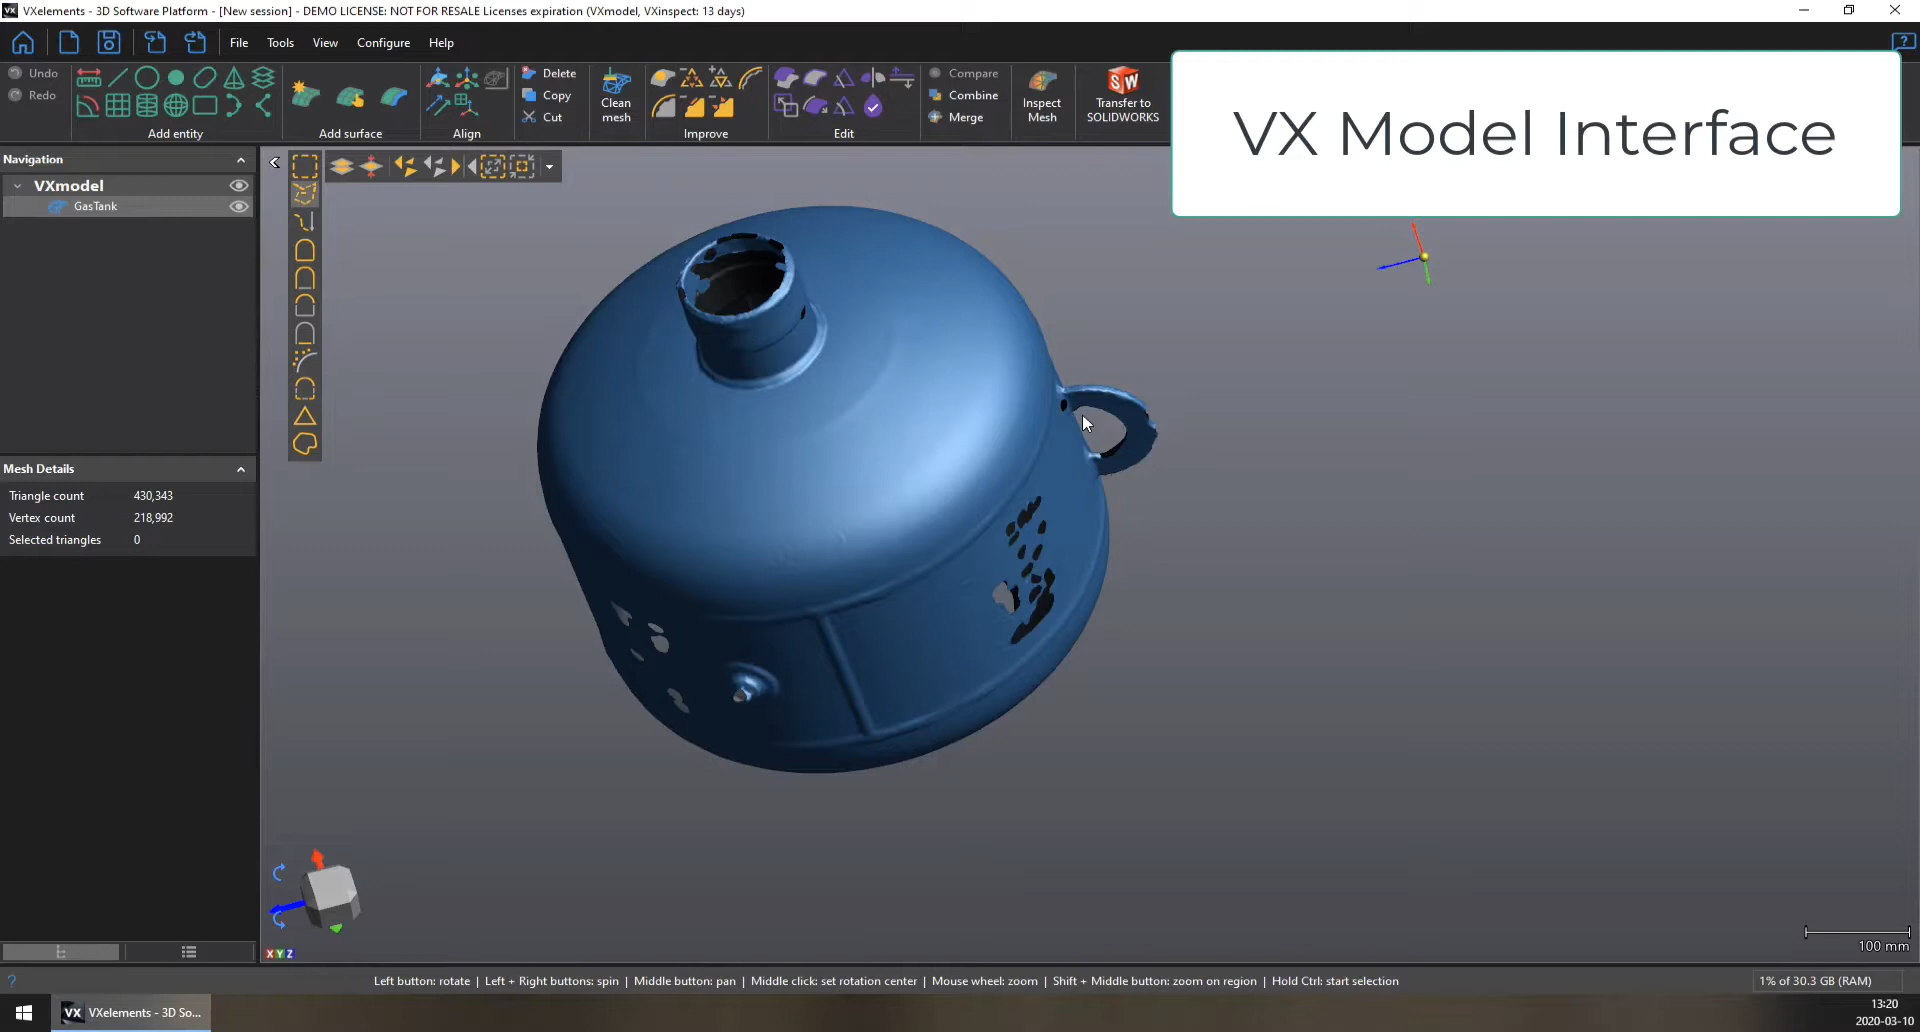 VX VXelements - 3D Software Platform - [New session] - DEMO LICENSE: NOT FOR RESALE Licenses expiration (VXmodel, VXinspect: 13 days)
File Tools View Configure Help
?
Undo
Redo
Add entity
Add surface
Align
Delete
Copy
Cut
Clean
mesh
Improve
Edit
Compare
Combine
Merge
Inspect
Mesh
SW
Transfer to
SOLIDWORKS
VX Model Interface
Navigation
VXmodel
GasTank
Mesh Details
Triangle count 430,343
Vertex count 218,992
Selected triangles 0
XYZ
100 mm
?
Left button: rotate | Left + Right buttons: spin | Middle button: pan | Middle click: set rotation center | Mouse wheel: zoom | Shift + Middle button: zoom on region | Hold Ctrl: start selection
1% of 30.3 GB (RAM)
VX VXelements - 3D So...
13:20
2020-03-10